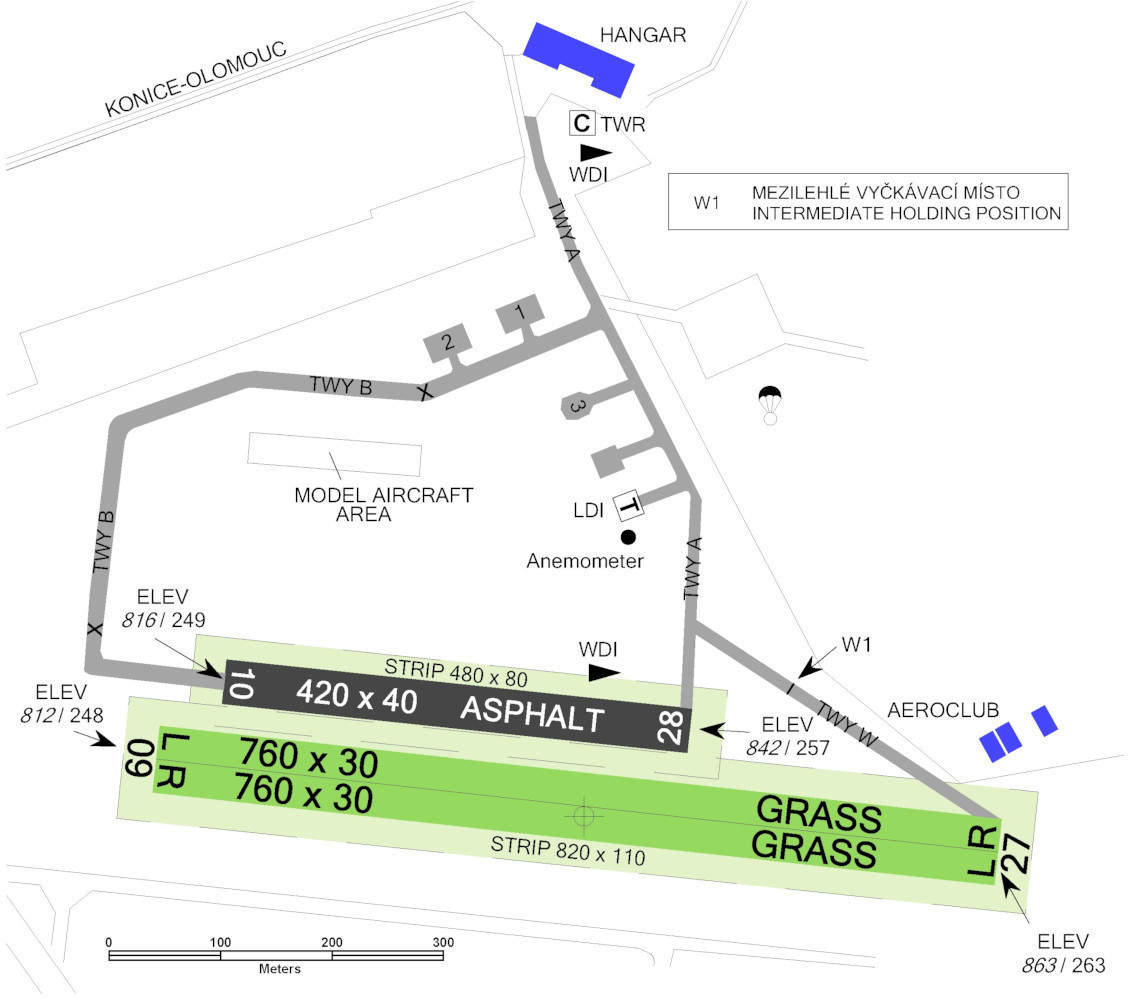 HANGAR
KONICE-OLOMOUC
C TWR
WDI
W1 MEZILEHLÉ VYČKÁVACÍ MÍSTO
INTERMEDIATE HOLDING POSITION
TWY A
1
2
TWY B
X
3
MODEL AIRCRAFT
AREA
LDI T
Anemometer
TWY B
TWY A
X
ELEV
816 / 249
WDI
W1
STRIP 480 x 80
10 420 x 40 ASPHALT 28
ELEV
812 / 248
ELEV
842 / 257
TWY W
AEROCLUB
09
L 760 x 30 GRASS R
R 760 x 30 GRASS L
27
STRIP 820 x 110
0 100 200 300
Meters
ELEV
863 / 263